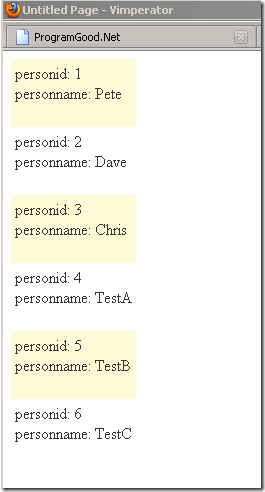 Untitled Page - Vimperator
ProgramGood.Net
personid: 1
personname: Pete
personid: 2
personname: Dave
personid: 3
personname: Chris
personid: 4
personname: TestA
personid: 5
personname: TestB
personid: 6
personname: TestC